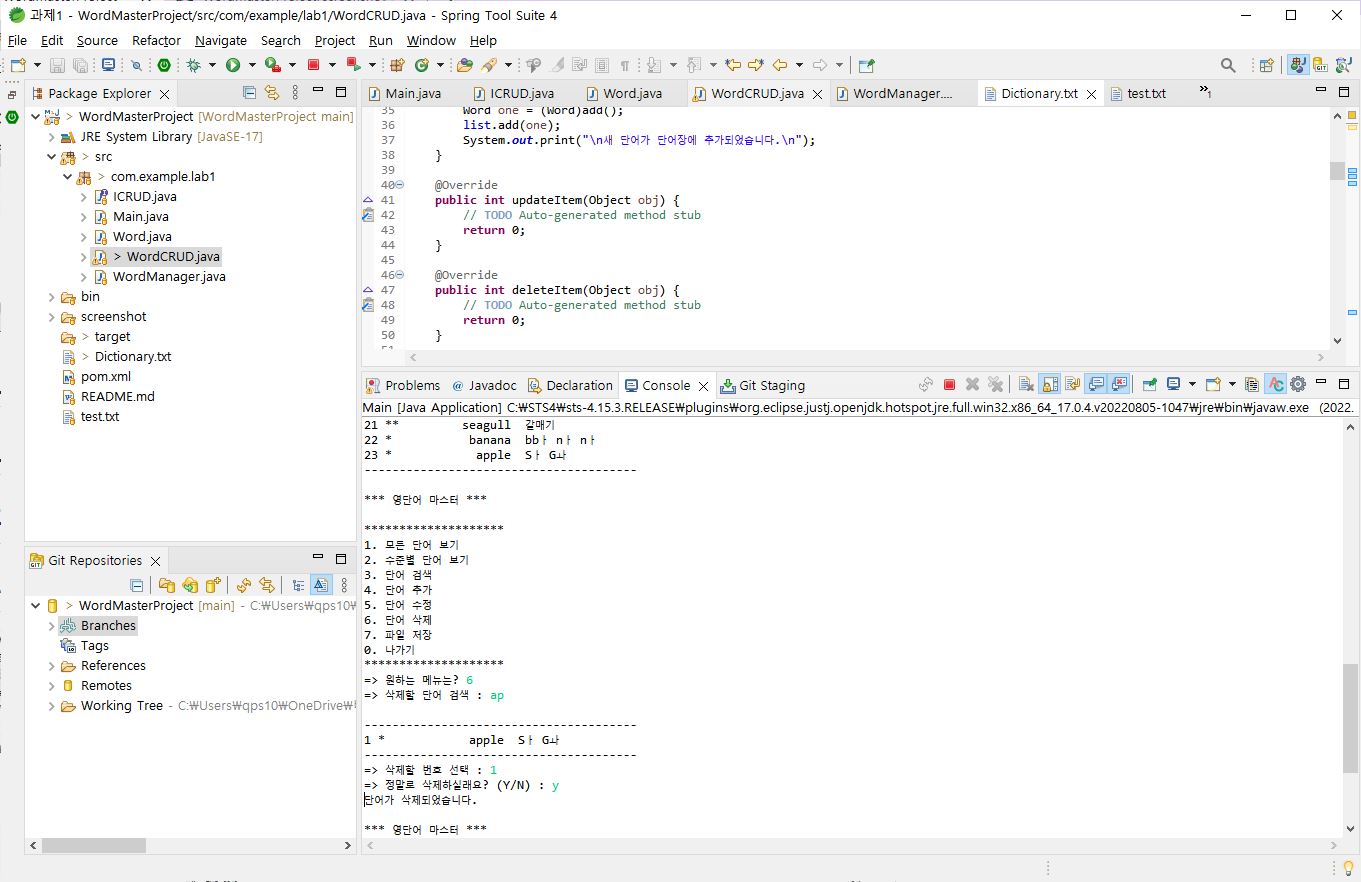 과제1 - WordMasterProject/src/com/example/lab1/WordCRUD.java - Spring Tool Suite 4
File Edit Source Refactor Navigate Search Project Run Window Help
Package Explorer
> WordMasterProject [WordMasterProject main]
JRE System Library [JavaSE-17]
> src
> com.example.lab1
ICRUD.java
Main.java
Word.java
> WordCRUD.java
WordManager.java
bin
screenshot
> target
> Dictionary.txt
pom.xml
README.md
test.txt
Git Repositories
> WordMasterProject [main] - C:₩Users₩qps10₩
Branches
Tags
References
Remotes
Working Tree - C:₩Users₩qps10₩OneDrive₩
Main.java ICRUD.java Word.java WordCRUD.java WordManager.... Dictionary.txt test.txt »1
35 Word one = (Word)add();
36 list.add(one);
37 System.out.print("\n새 단어가 단어장에 추가되었습니다.\n");
38 }
39
40 @Override
41 public int updateItem(Object obj) {
42 // TODO Auto-generated method stub
43 return 0;
44 }
45
46 @Override
47 public int deleteItem(Object obj) {
48 // TODO Auto-generated method stub
49 return 0;
50 }
51
Problems @ Javadoc Declaration Console Git Staging
Main [Java Application] C:₩STS4₩sts-4.15.3.RELEASE₩plugins₩org.eclipse.justj.openjdk.hotspot.jre.full.win32.x86_64_17.0.4.v20220805-1047₩jre₩bin₩javaw.exe (2022.
21 ** seagull 갈매기
22 * banana bbㅏ nㅏ nㅏ
23 * apple Sㅏ Gㅘ
---------------------------------------
*** 영단어 마스터 ***
********************
1. 모든 단어 보기
2. 수준별 단어 보기
3. 단어 검색
4. 단어 추가
5. 단어 수정
6. 단어 삭제
7. 파일 저장
0. 나가기
********************
=> 원하는 메뉴는? 6
=> 삭제할 단어 검색 : ap
---------------------------------------
1 * apple Sㅏ Gㅘ
---------------------------------------
=> 삭제할 번호 선택 : 1
=> 정말로 삭제하실래요? (Y/N) : y
단어가 삭제되었습니다.
*** 영단어 마스터 ***